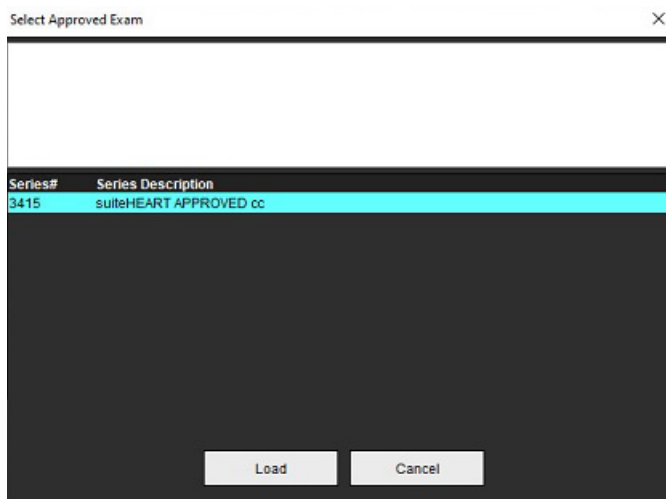 Select Approved Exam
Series# Series Description
3415 suiteHEART APPROVED cc
Load Cancel